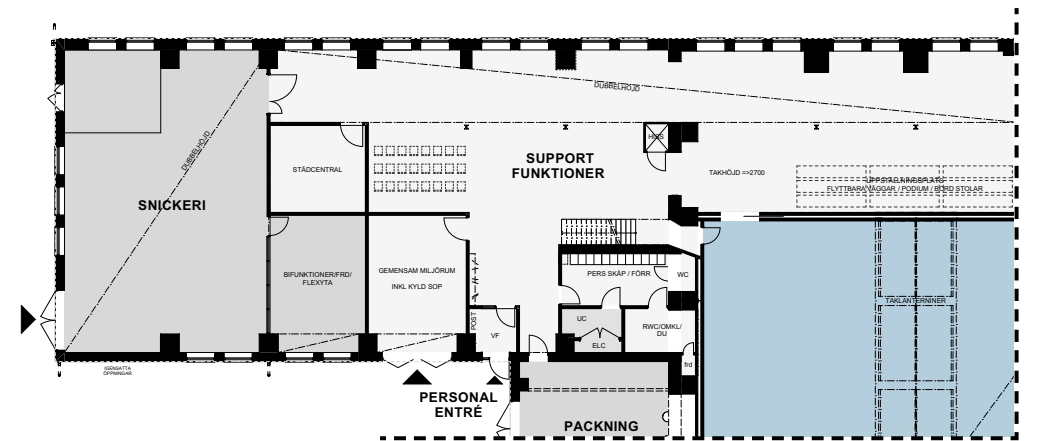 DUBBELHÖJD
DUBBELHÖJD
HISS
SUPPORT
FUNKTIONER
STÄDCENTRAL
TAKHÖJD =>2700
UPPSTÄLLNINGSPLATS
FLYTTBARA VÄGGAR / PODIUM / BORD STOLAR
SNICKERI
BIFUNKTIONER/FRD/
FLEXYTA
GEMENSAM MILJÖRUM
INKL KYLD SOP
PERS SKÅP / FÖRR
WC
TAKLANTERNINER
POST
VF
UC
ELC
RWC/OMKL/
DU
frd
IGENSATTA
ÖPPNINGAR
PERSONAL
ENTRÉ
PACKNING